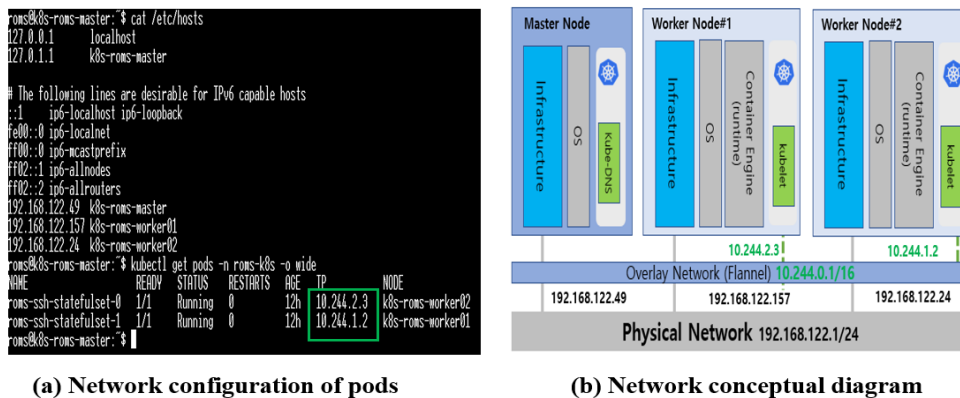 roms@k8s-roms-master:~$ cat /etc/hosts
127.0.0.1 localhost
127.0.1.1 k8s-roms-master
# The following lines are desirable for IPv6 capable hosts
::1 ip6-localhost ip6-loopback
fe00::0 ip6-localnet
ff00::0 ip6-mcastprefix
ff02::1 ip6-allnodes
ff02::2 ip6-allrouters
192.168.122.49 k8s-roms-master
192.168.122.157 k8s-roms-worker01
192.168.122.24 k8s-roms-worker02
roms@k8s-roms-master:~$ kubectl get pods -n roms-k8s -o wide
NAME READY STATUS RESTARTS AGE IP NODE
roms-ssh-statefulset-0 1/1 Running 0 12h 10.244.2.3 k8s-roms-worker02
roms-ssh-statefulset-1 1/1 Running 0 12h 10.244.1.2 k8s-roms-worker01
roms@k8s-roms-master:~$
(a) Network configuration of pods
Master Node
Infrastructure
OS
Kube-DNS
Worker Node#1
Infrastructure
OS
Container Engine
(runtime)
kubelet
Worker Node#2
Infrastructure
OS
Container Engine
(runtime)
kubelet
10.244.2.3
10.244.1.2
Overlay Network (Flannel) 10.244.0.1/16
192.168.122.49
192.168.122.157
192.168.122.24
Physical Network 192.168.122.1/24
(b) Network conceptual diagram